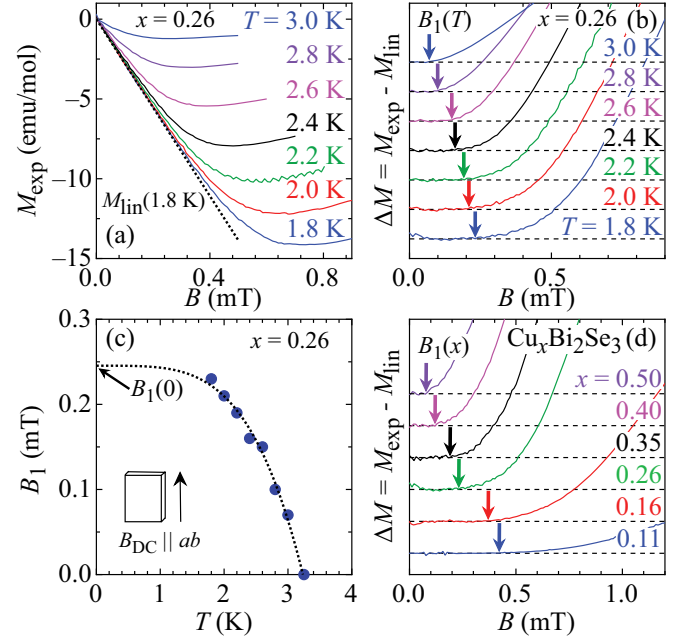 x = 0.26
T = 3.0 K
2.8 K
2.6 K
2.4 K
2.2 K
2.0 K
1.8 K
M_lin(1.8 K)
(a)
0
−5
−10
−15
M_exp (emu/mol)
0.0
0.4
0.8
B (mT)
B₁(T)
x = 0.26
(b)
3.0 K
2.8 K
2.6 K
2.4 K
2.2 K
2.0 K
T = 1.8 K
ΔM = M_exp - M_lin
0.0
0.5
B (mT)
(c)
x = 0.26
B₁(0)
B_DC || ab
0.3
0.2
0.1
0.0
B₁ (mT)
0
1
2
3
4
T (K)
B₁(x)
CuₓBi₂Se₃
(d)
x = 0.50
0.40
0.35
0.26
0.16
0.11
ΔM = M_exp - M_lin
0.0
0.5
1.0
B (mT)